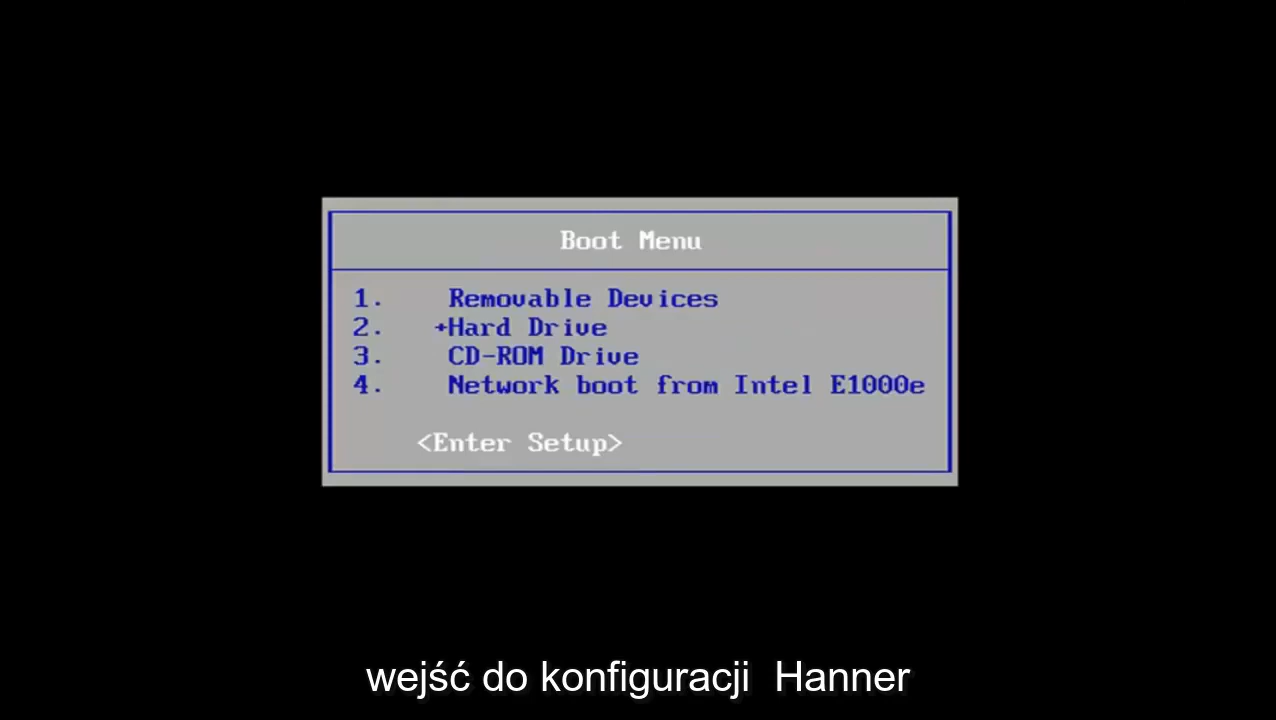 Boot Menu
1. Removable Devices
2. +Hard Drive
3. CD-ROM Drive
4. Network boot from Intel E1000e
<Enter Setup>
wejść do konfiguracji Hanner